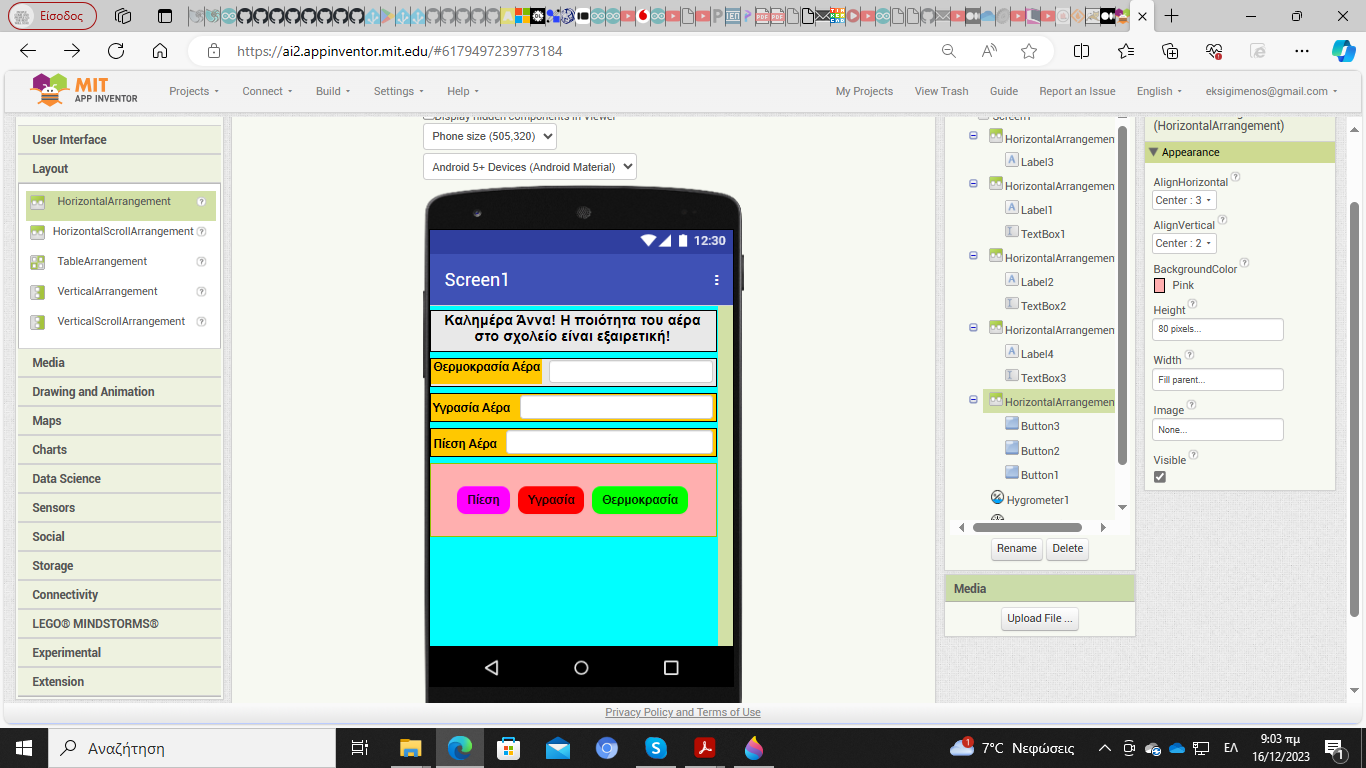 Είσοδος
https://ai2.appinventor.mit.edu/#6179497239773184
MIT
APP INVENTOR
Projects
Connect
Build
Settings
Help
My Projects
View Trash
Guide
Report an Issue
English
eksigimenos@gmail.com
User Interface
Layout
HorizontalArrangement
HorizontalScrollArrangement
TableArrangement
VerticalArrangement
VerticalScrollArrangement
Media
Drawing and Animation
Maps
Charts
Data Science
Sensors
Social
Storage
Connectivity
LEGO® MINDSTORMS®
Experimental
Extension
Display hidden components in Viewer
Phone size (505,320)
Android 5+ Devices (Android Material)
12:30
Screen1
Καλημέρα Άννα! Η ποιότητα του αέρα
στο σχολείο είναι εξαιρετική!
Θερμοκρασία Αέρα
Υγρασία Αέρα
Πίεση Αέρα
Πίεση
Υγρασία
Θερμοκρασία
Screen1
HorizontalArrangemen
Label3
HorizontalArrangemen
Label1
TextBox1
HorizontalArrangemen
Label2
TextBox2
HorizontalArrangemen
Label4
TextBox3
HorizontalArrangemen
Button3
Button2
Button1
Hygrometer1
Rename
Delete
Media
Upload File ...
(HorizontalArrangement)
Appearance
AlignHorizontal
Center : 3
AlignVertical
Center : 2
BackgroundColor
Pink
Height
80 pixels...
Width
Fill parent...
Image
None...
Visible
Privacy Policy and Terms of Use
Αναζήτηση
1
7°C Νεφώσεις
ΕΛ
9:03 πμ
16/12/2023
1